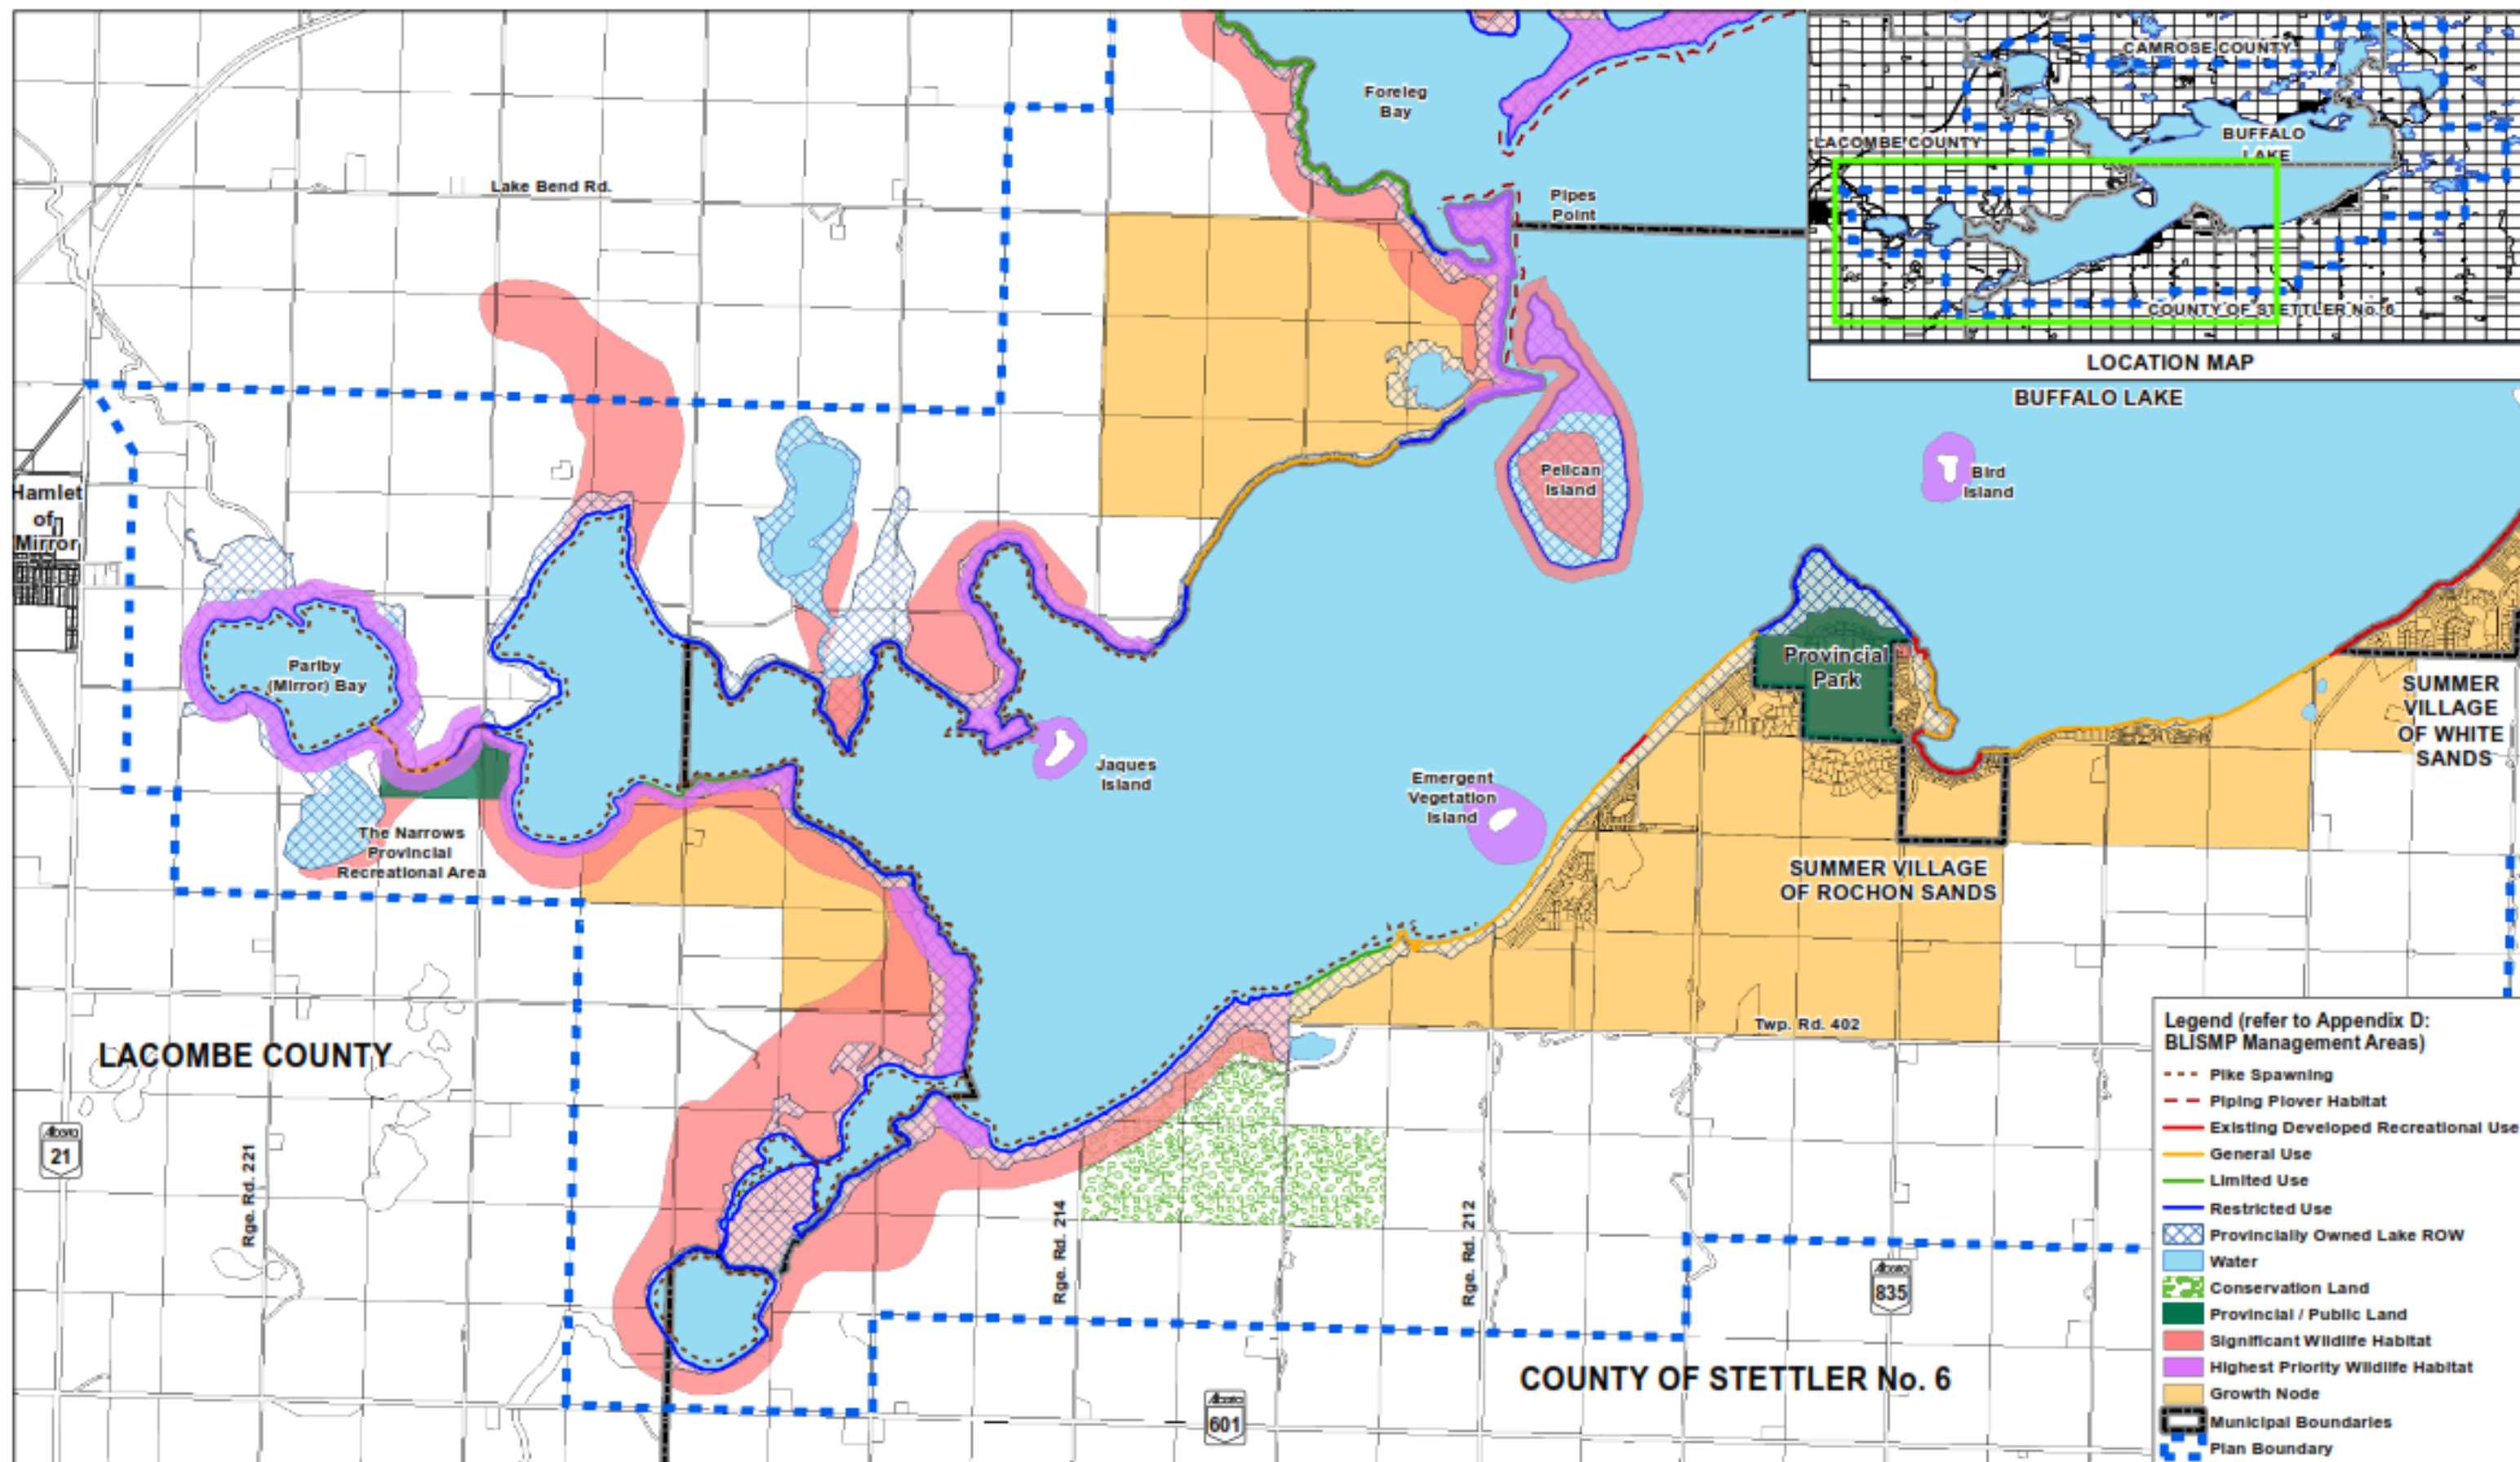 Foreleg
Bay
Lake Bend Rd.
Pipes
Point
CAMROSE COUNTY
LACOMBE COUNTY
BUFFALO
LAKE
COUNTY OF STETTLER No. 6
LOCATION MAP
BUFFALO LAKE
Hamlet
of
Mirror
Pelican
Island
Bird
Island
Parlby
(Mirror) Bay
Provincial
Park
SUMMER
VILLAGE
OF WHITE
SANDS
Jaques
Island
Emergent
Vegetation
Island
The Narrows
Provincial
Recreational Area
SUMMER VILLAGE
OF ROCHON SANDS
Twp. Rd. 402
LACOMBE COUNTY
Alberta
21
Rge. Rd. 221
Rge. Rd. 214
Rge. Rd. 212
Alberta
835
COUNTY OF STETTLER No. 6
Alberta
601
Legend (refer to Appendix D:
BLISMP Management Areas)
Pike Spawning
Piping Plover Habitat
Existing Developed Recreational Use
General Use
Limited Use
Restricted Use
Provincially Owned Lake ROW
Water
Conservation Land
Provincial / Public Land
Significant Wildlife Habitat
Highest Priority Wildlife Habitat
Growth Node
Municipal Boundaries
Plan Boundary